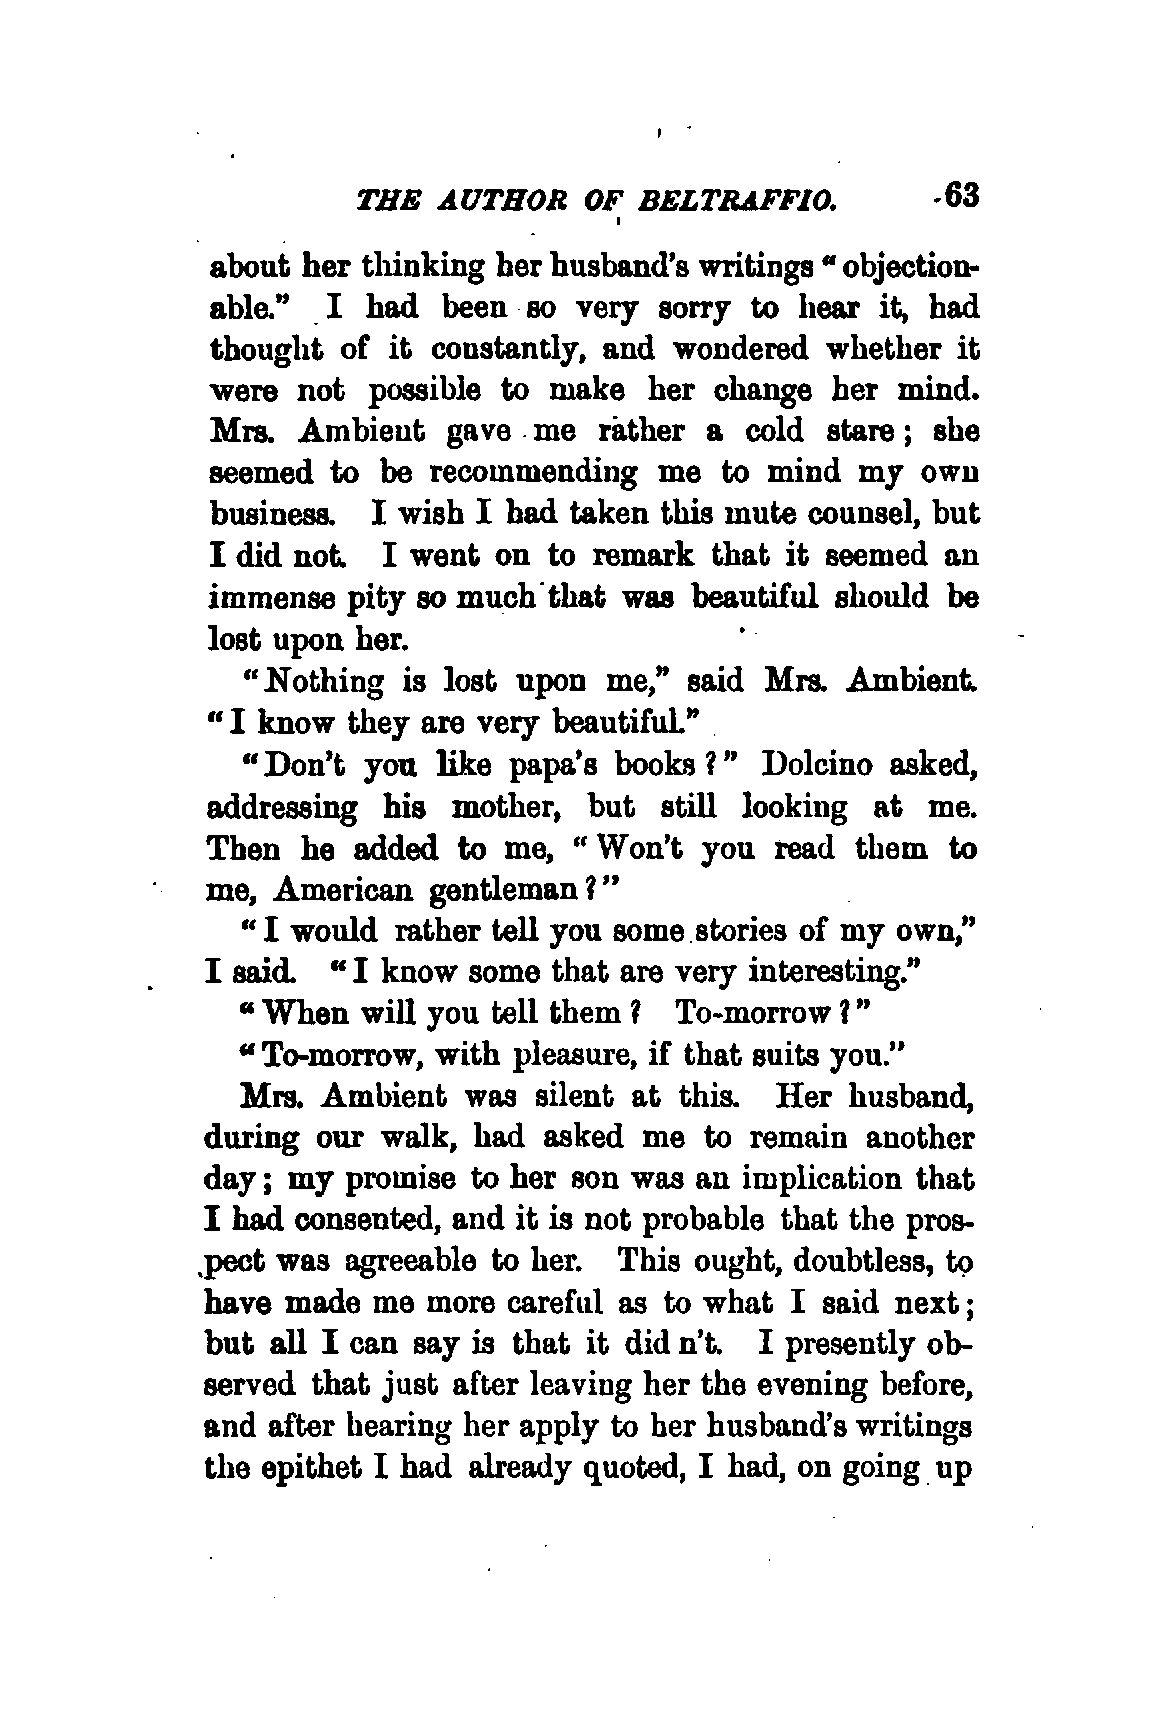 THE AUTHOR OF BELTRAFFIO. 63
about her thinking her husband's writings "objection-
able." I had been so very sorry to hear it, had
thought of it constantly, and wondered whether it
were not possible to make her change her mind.
Mrs. Ambient gave me rather a cold stare; she
seemed to be recommending me to mind my own
business. I wish I had taken this mute counsel, but
I did not. I went on to remark that it seemed an
immense pity so much that was beautiful should be
lost upon her.
"Nothing is lost upon me," said Mrs. Ambient.
"I know they are very beautiful."
"Don't you like papa's books?" Dolcino asked,
addressing his mother, but still looking at me.
Then he added to me, "Won't you read them to
me, American gentleman?"
"I would rather tell you some stories of my own,"
I said. "I know some that are very interesting."
"When will you tell them? To-morrow?"
"To-morrow, with pleasure, if that suits you."
Mrs. Ambient was silent at this. Her husband,
during our walk, had asked me to remain another
day; my promise to her son was an implication that
I had consented, and it is not probable that the pros-
pect was agreeable to her. This ought, doubtless, to
have made me more careful as to what I said next;
but all I can say is that it did n't. I presently ob-
served that just after leaving her the evening before,
and after hearing her apply to her husband's writings
the epithet I had already quoted, I had, on going up